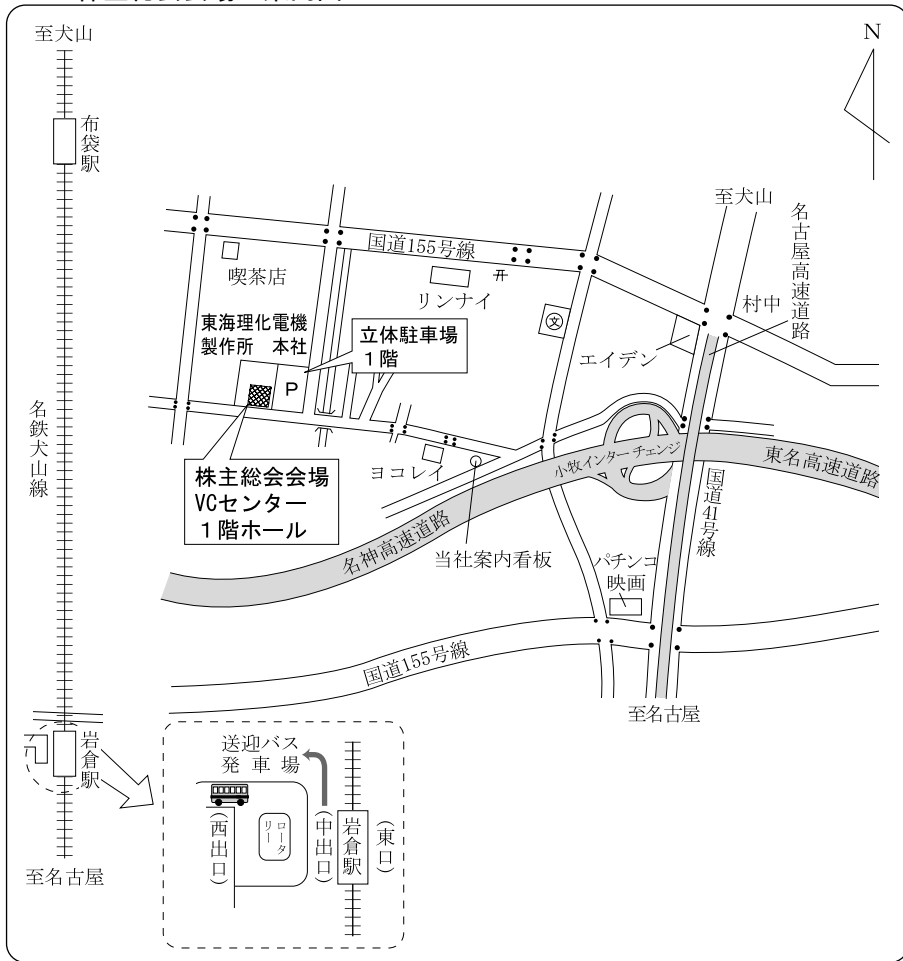 至犬山
N
布袋駅
至犬山
名古屋高速道路
国道155号線
村中
喫茶店
リンナイ
文
東海理化電機
製作所 本社
立体駐車場
1階
エイデン
P
名鉄犬山線
ヨコレイ
小牧インターチェンジ
東名高速道路
株主総会会場
VCセンター
1階ホール
国道41号線
名神高速道路
当社案内看板
パチンコ
映画
国道155号線
至名古屋
岩倉駅
送迎バス
発車場
ロータリー
(西出口)
(中出口)
岩倉駅
(東口)
至名古屋